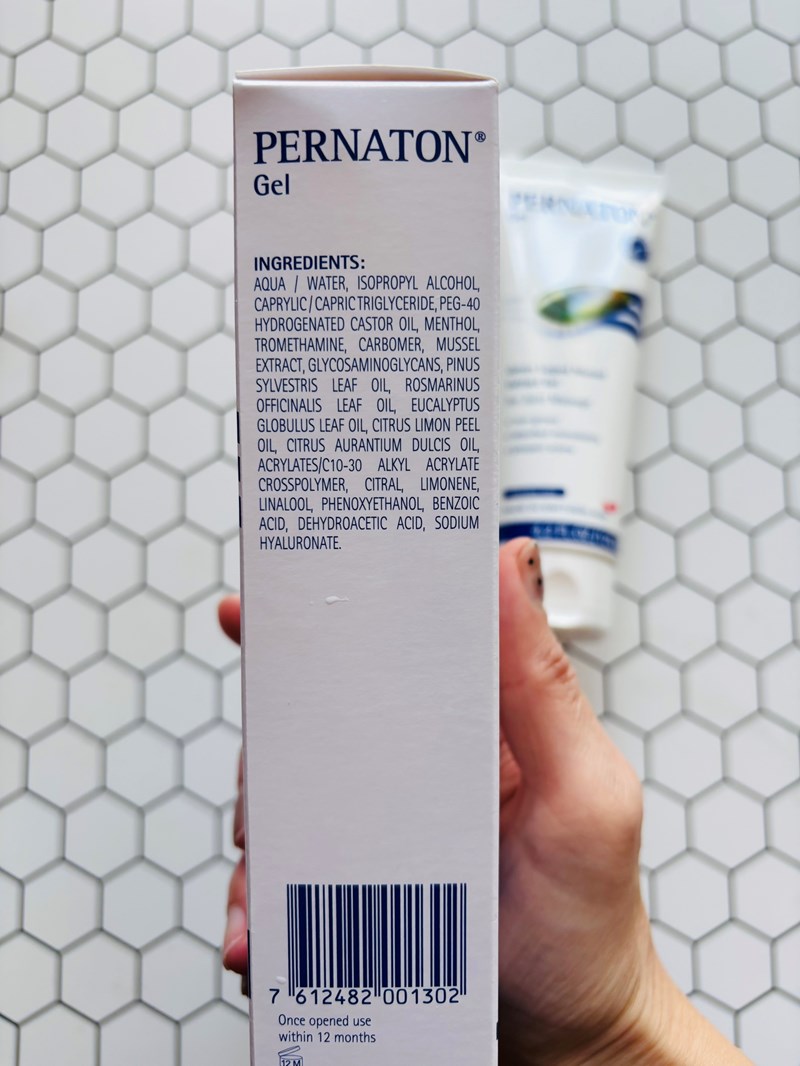 PERNATON®
Gel
INGREDIENTS:
AQUA / WATER, ISOPROPYL ALCOHOL,
CAPRYLIC / CAPRIC TRIGLYCERIDE, PEG-40
HYDROGENATED CASTOR OIL, MENTHOL,
TROMETHAMINE, CARBOMER, MUSSEL
EXTRACT, GLYCOSAMINOGLYCANS, PINUS
SYLVESTRIS LEAF OIL, ROSMARINUS
OFFICINALIS LEAF OIL, EUCALYPTUS
GLOBULUS LEAF OIL, CITRUS LIMON PEEL
OIL, CITRUS AURANTIUM DULCIS OIL,
ACRYLATES/C10-30 ALKYL ACRYLATE
CROSSPOLYMER, CITRAL, LIMONENE,
LINALOOL, PHENOXYETHANOL, BENZOIC
ACID, DEHYDROACETIC ACID, SODIUM
HYALURONATE.
7 612482 001302
Once opened use
within 12 months
12 M
PERNATON